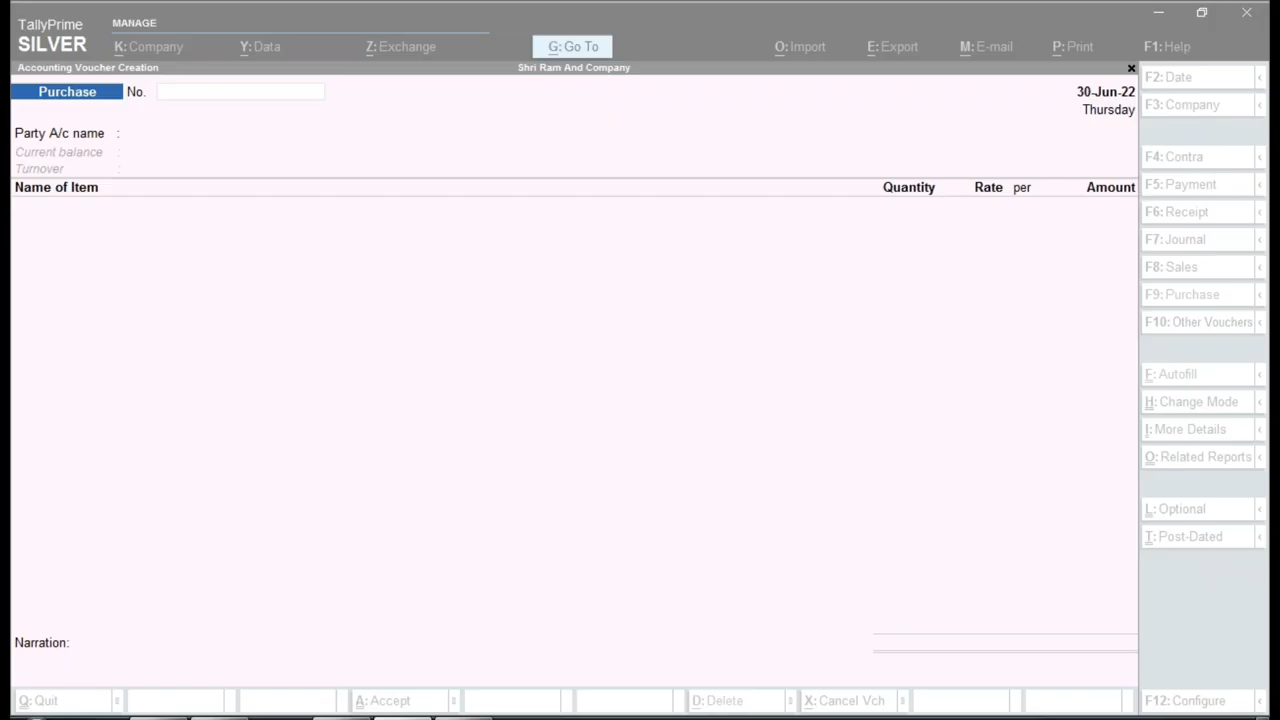 TallyPrime
SILVER
MANAGE
K: Company
Y: Data
Z: Exchange
G: Go To
O: Import
E: Export
M: E-mail
P: Print
F1: Help
Accounting Voucher Creation
Shri Ram And Company
Purchase No.
30-Jun-22
Thursday
Party A/c name :
Current balance :
Turnover :
Name of Item Quantity Rate per Amount
Narration:
F2: Date
F3: Company
F4: Contra
F5: Payment
F6: Receipt
F7: Journal
F8: Sales
F9: Purchase
F10: Other Vouchers
F: Autofill
H: Change Mode
I: More Details
O: Related Reports
L: Optional
T: Post-Dated
Q: Quit
A: Accept
D: Delete
X: Cancel Vch
F12: Configure